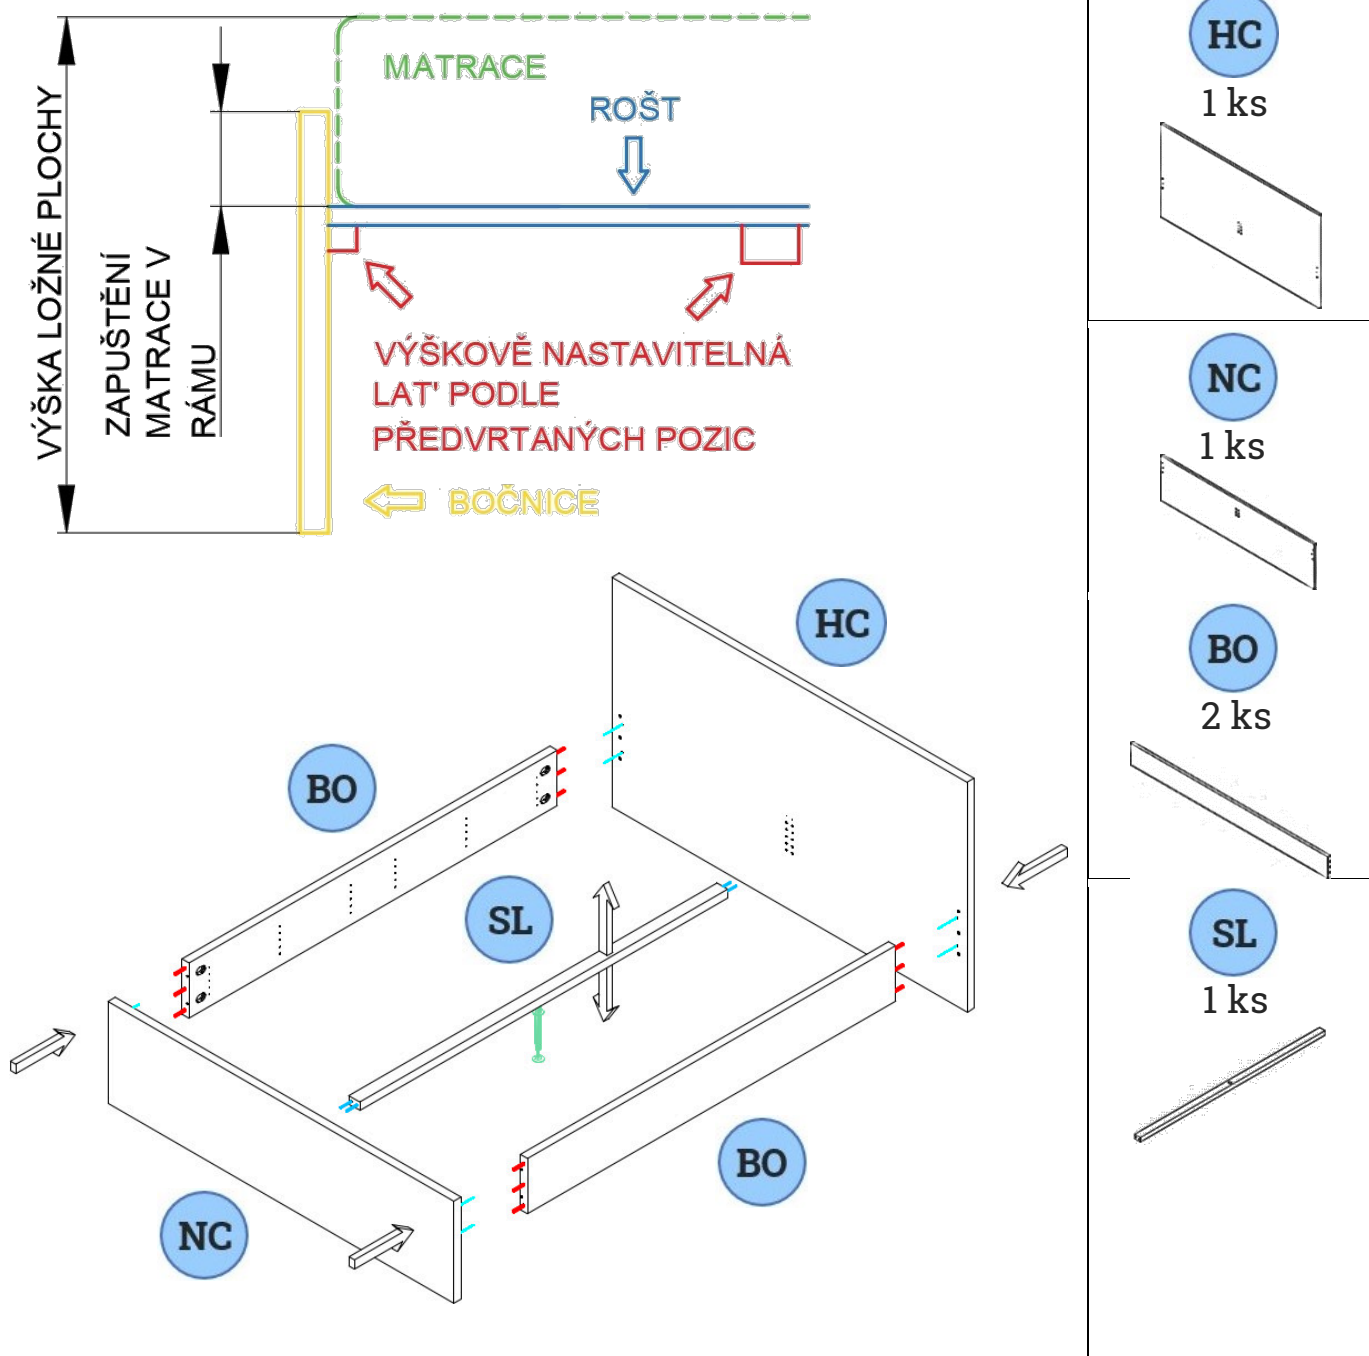 VÝŠKA LOŽNÉ PLOCHY
ZAPUŠTĚNÍ
MATRACE V
RÁMU
MATRACE
ROŠT
VÝŠKOVĚ NASTAVITELNÁ
LAT' PODLE
PŘEDVRTANÝCH POZIC
BOČNICE
HC
BO
SL
BO
NC
HC
1 ks
NC
1 ks
BO
2 ks
SL
1 ks